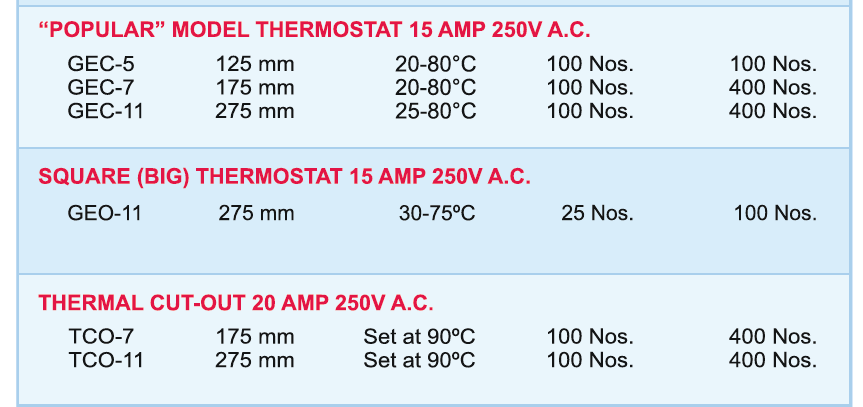 “POPULAR” MODEL THERMOSTAT 15 AMP 250V A.C.
GEC-5 125 mm 20-80°C 100 Nos. 100 Nos.
GEC-7 175 mm 20-80°C 100 Nos. 400 Nos.
GEC-11 275 mm 25-80°C 100 Nos. 400 Nos.
SQUARE (BIG) THERMOSTAT 15 AMP 250V A.C.
GEO-11 275 mm 30-75ºC 25 Nos. 100 Nos.
THERMAL CUT-OUT 20 AMP 250V A.C.
TCO-7 175 mm Set at 90ºC 100 Nos. 400 Nos.
TCO-11 275 mm Set at 90ºC 100 Nos. 400 Nos.